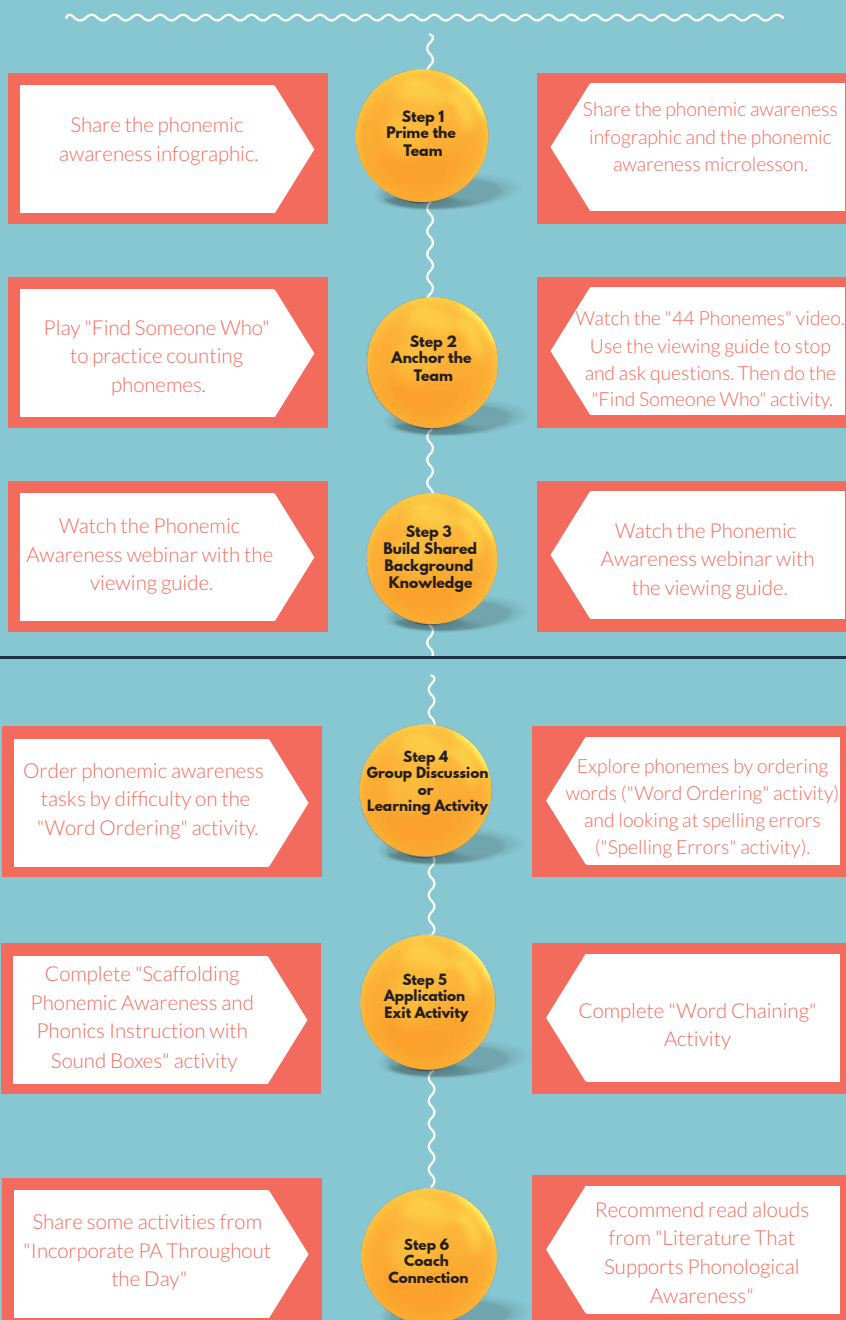 Share the phonemic
awareness infographic.
Step 1
Prime the
Team
Share the phonemic awareness
infographic and the phonemic
awareness microlesson.
Play "Find Someone Who"
to practice counting
phonemes.
Step 2
Anchor the
Team
Watch the "44 Phonemes" video.
Use the viewing guide to stop
and ask questions. Then do the
"Find Someone Who" activity.
Watch the Phonemic
Awareness webinar with the
viewing guide.
Step 3
Build Shared
Background
Knowledge
Watch the Phonemic
Awareness webinar with
the viewing guide.
Order phonemic awareness
tasks by difficulty on the
"Word Ordering" activity.
Step 4
Group Discussion
or
Learning Activity
Explore phonemes by ordering
words ("Word Ordering" activity)
and looking at spelling errors
("Spelling Errors" activity).
Complete "Scaffolding
Phonemic Awareness and
Phonics Instruction with
Sound Boxes" activity
Step 5
Application
Exit Activity
Complete "Word Chaining"
Activity
Share some activities from
"Incorporate PA Throughout
the Day"
Step 6
Coach
Connection
Recommend read alouds
from "Literature That
Supports Phonological
Awareness"